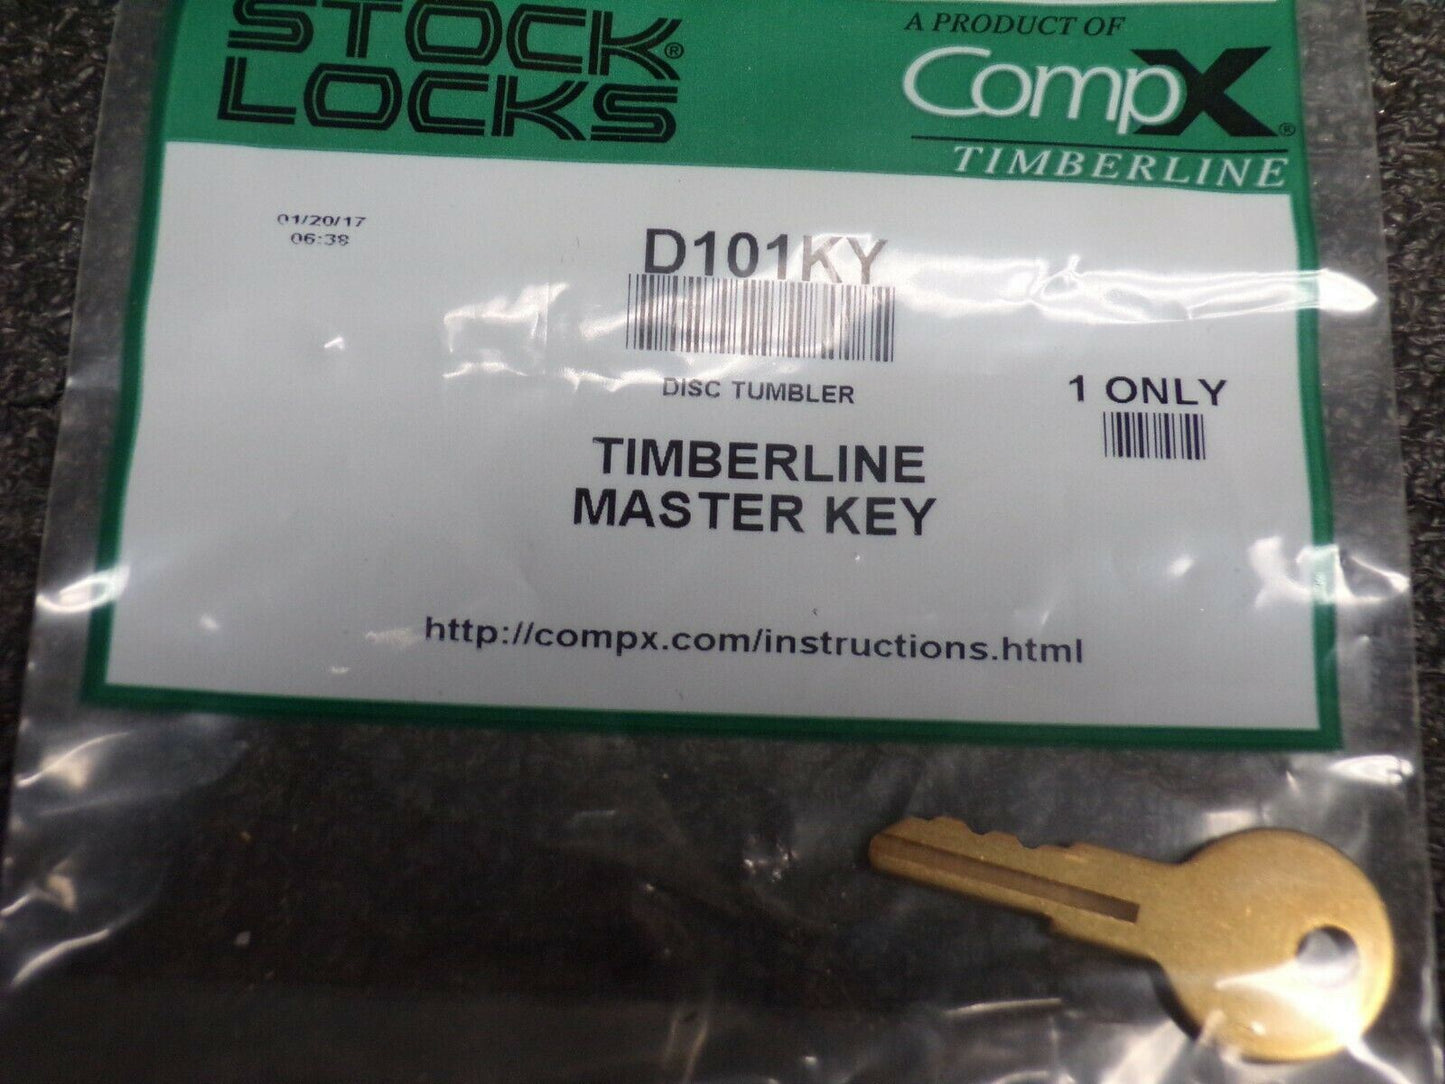 STOCK®
LOCKS
A PRODUCT OF
CompX®
TIMBERLINE
01/20/17
06:38
D101KY
DISC TUMBLER
1 ONLY
TIMBERLINE
MASTER KEY
http://compx.com/instructions.html